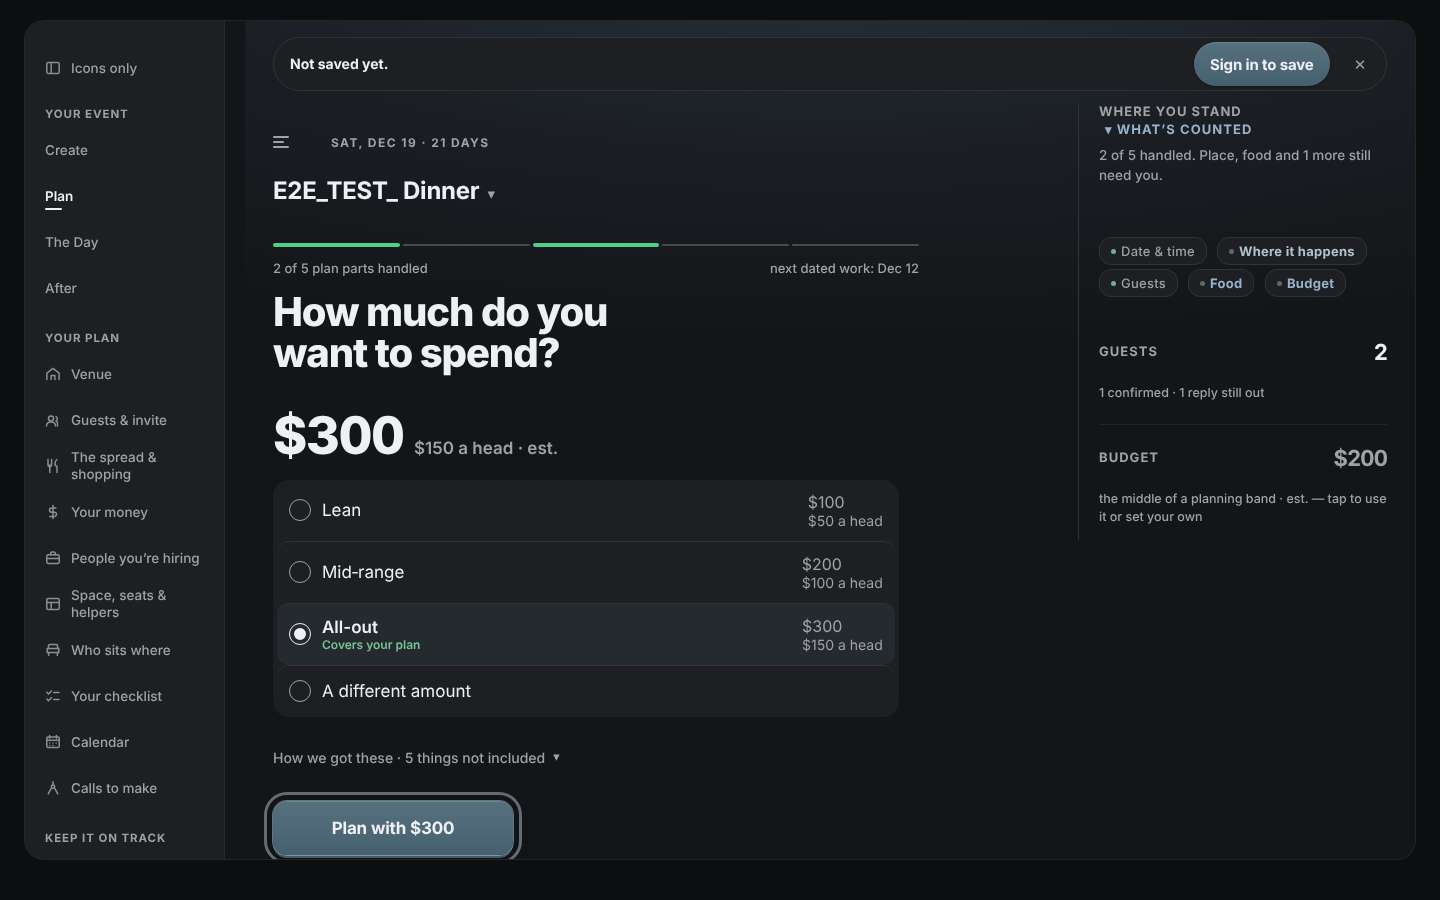 Icons only
YOUR EVENT
Create
Plan
The Day
After
YOUR PLAN
Venue
Guests & invite
The spread &
shopping
Your money
People you’re hiring
Space, seats &
helpers
Who sits where
Your checklist
Calendar
Calls to make
KEEP IT ON TRACK
Not saved yet.
Sign in to save
×
SAT, DEC 19 · 21 DAYS
E2E_TEST_ Dinner ▾
2 of 5 plan parts handled
next dated work: Dec 12
How much do you
want to spend?
$300 $150 a head · est.
Lean
$100
$50 a head
Mid-range
$200
$100 a head
All-out
Covers your plan
$300
$150 a head
A different amount
How we got these · 5 things not included ▾
Plan with $300
WHERE YOU STAND
▾ WHAT’S COUNTED
2 of 5 handled. Place, food and 1 more still
need you.
Date & time
Where it happens
Guests
Food
Budget
GUESTS
2
1 confirmed · 1 reply still out
BUDGET
$200
the middle of a planning band · est. — tap to use
it or set your own